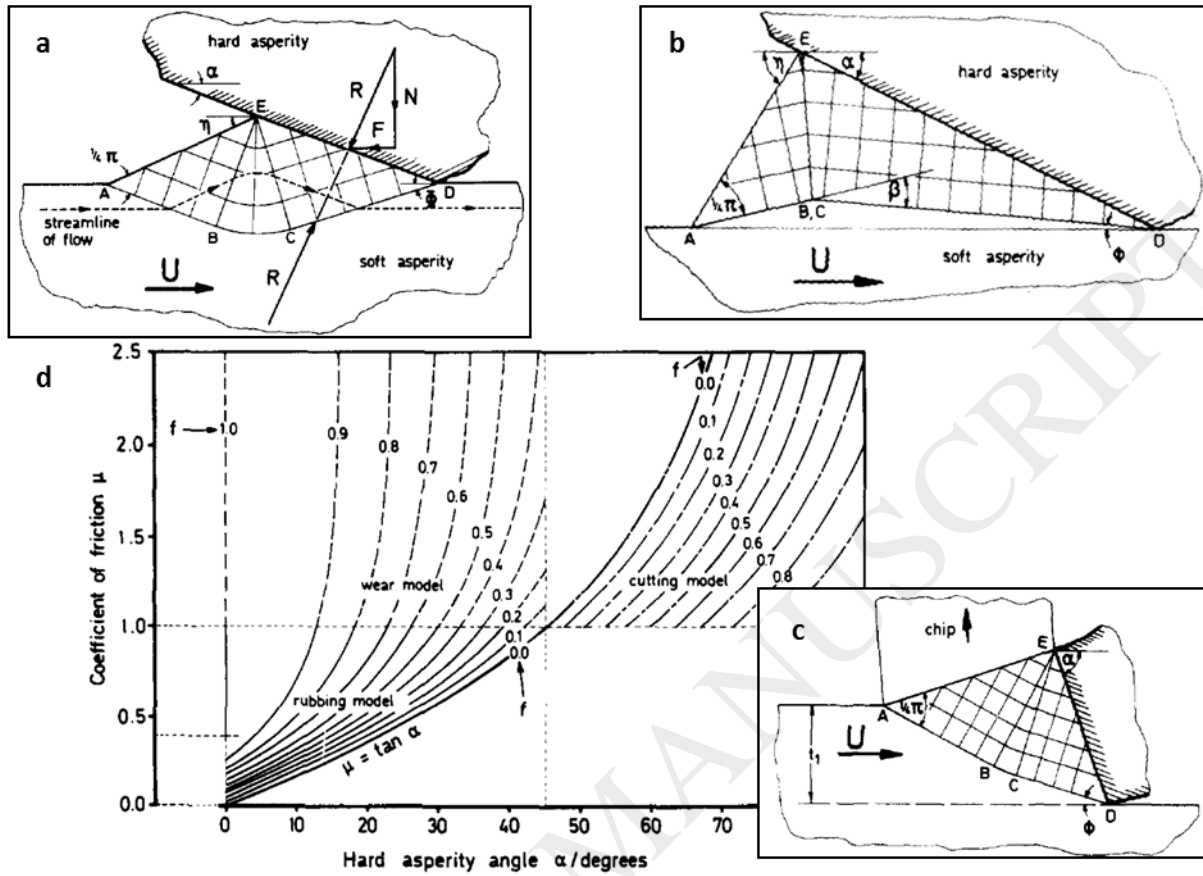 a
hard asperity
α
R
N
E
F
η
¼ π
A
D
Φ
streamline
of flow
B
C
R
soft asperity
U
b
E
η
α
hard asperity
β
¼π
B, C
A
D
Φ
U
soft asperity
d
2.5
2.0
1.5
1.0
0.5
0.0
Coefficient of friction μ
f
1.0
0.9
0.8
0.7
0.6
0.5
0.4
0.3
0.2
0.1
0.0
f
wear model
rubbing model
μ = tan α
f
0.0
0.1
0.2
0.3
0.4
0.5
0.6
0.7
0.8
cutting model
0
10
20
30
40
50
60
70
Hard asperity angle α/degrees
c
chip
E
α
A
¼π
U
t₁
B
C
Φ
D
MANUSCRIPT